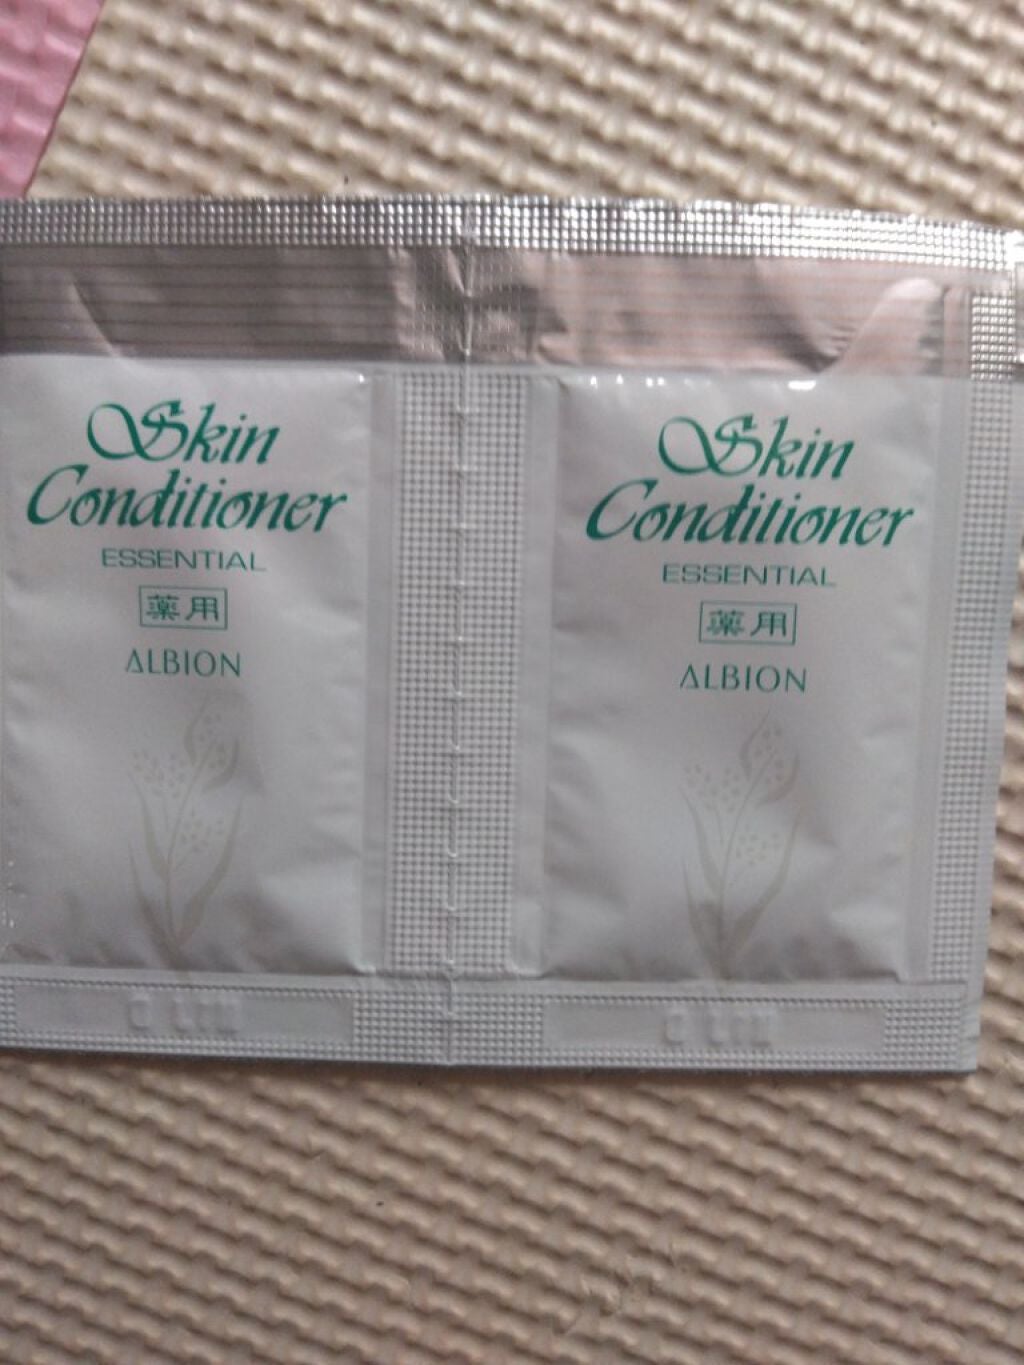 Skin
Conditioner
ESSENTIAL
薬用
ALBION
Skin
Conditioner
ESSENTIAL
薬用
ALBION